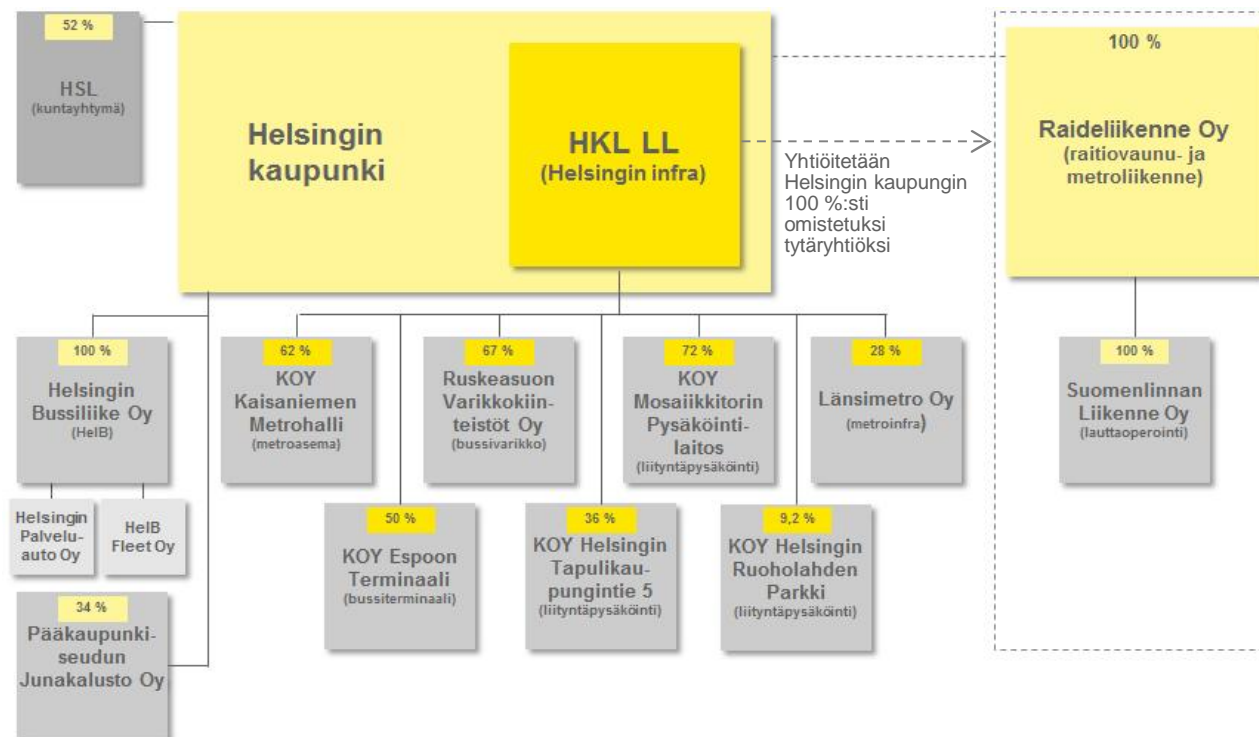 52 %
HSL
(kuntayhtymä)
Helsingin
kaupunki
HKL LL
(Helsingin infra)
Yhtiöitetään
Helsingin kaupungin
100 %:sti
omistetuksi
tytäryhtiöksi
100 %
Raideliikenne Oy
(raitiovaunu- ja
metroliikenne)
100 %
Helsingin
Bussiliike Oy
(HelB)
62 %
KOY
Kaisaniemen
Metrohalli
(metroasema)
67 %
Ruskeasuon
Varikkokiin-
teistöt Oy
(bussivarikko)
72 %
KOY
Mosaiikkitorin
Pysäköinti-
laitos
(liityntäpysäköinti)
28 %
Länsimetro Oy
(metroinfra)
100 %
Suomenlinnan
Liikenne Oy
(lauttaoperointi)
Helsingin
Palvelu-
auto Oy
HelB
Fleet Oy
50 %
KOY Espoon
Terminaali
(bussiterminaali)
36 %
KOY Helsingin
Tapulikau-
pungintie 5
(liityntäpysäköinti)
9,2 %
KOY Helsingin
Ruoholahden
Parkki
(liityntäpysäköinti)
34 %
Pääkaupunki-
seudun
Junakalusto Oy